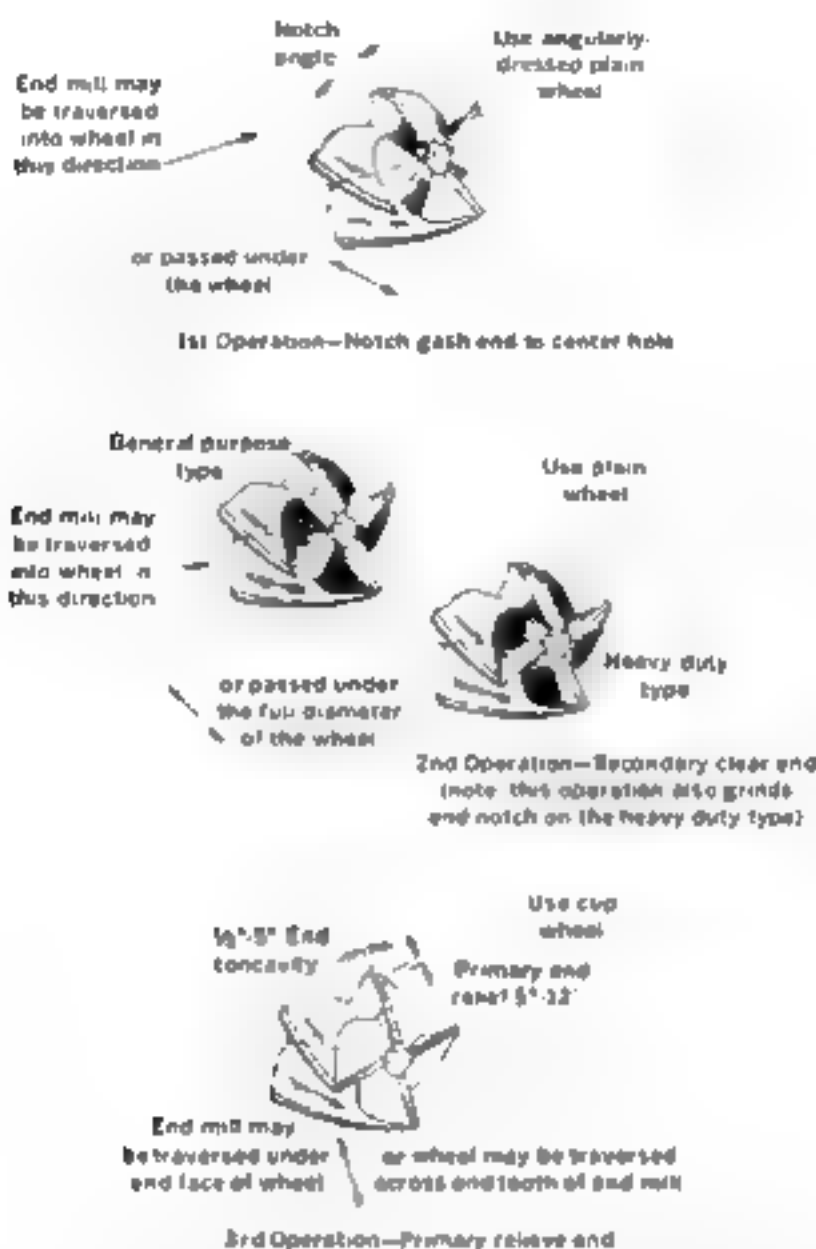 Notch
angle
Use angularly-
dressed plain
wheel
End mill may
be traversed
into wheel in
this direction
or passed under
the wheel
1st Operation—Notch gash end to center hole
General purpose
type
Use plain
wheel
End mill may
be traversed
into wheel in
this direction
Heavy duty
type
or passed under
the full diameter
of the wheel
2nd Operation—Secondary clear end
(note this operation also grinds
end notch on the heavy duty type)
Use cup
wheel
End
concavity
Primary end
relief
End mill may
be traversed under
end face of wheel
or wheel may be traversed
across end tooth of end mill
3rd Operation—Primary relieve end